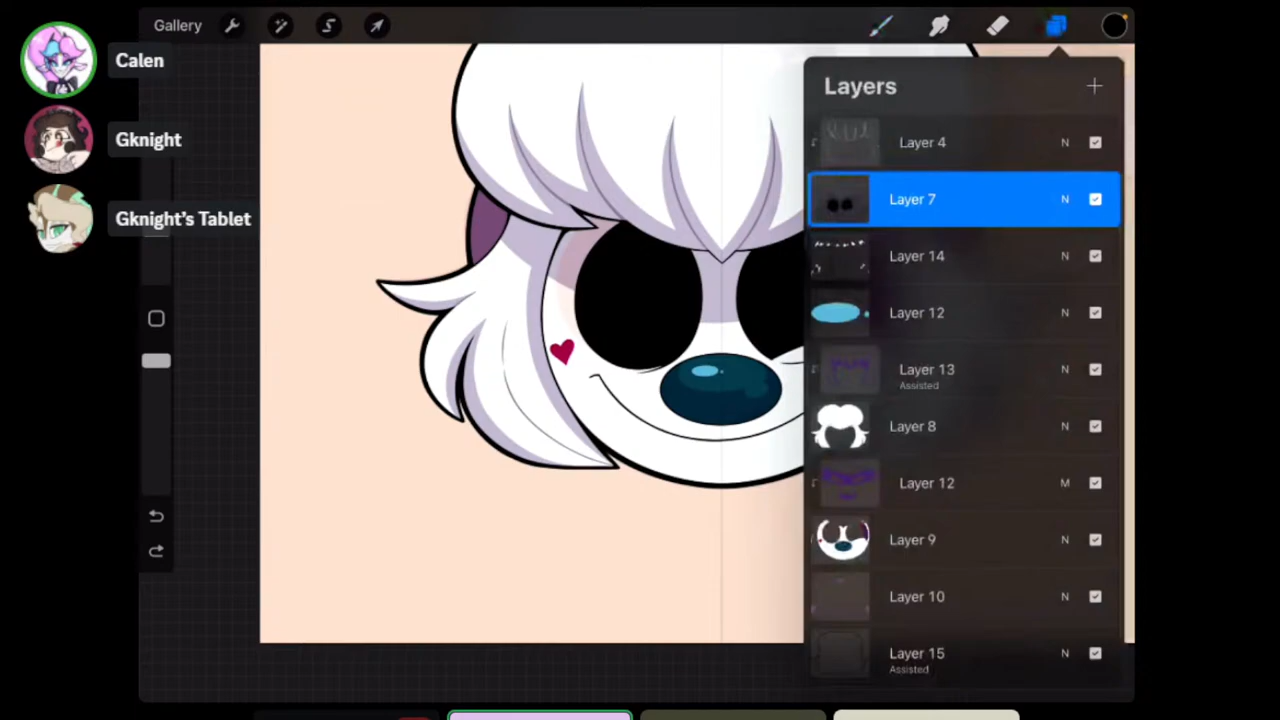 Gallery
Calen
Gknight
Gknight's Tablet
Layers
Layer 4 N
Layer 7 N
Layer 14 N
Layer 12 N
Layer 13 N
Assisted
Layer 8 N
Layer 12 M
Layer 9 N
Layer 10 N
Layer 15 N
Assisted